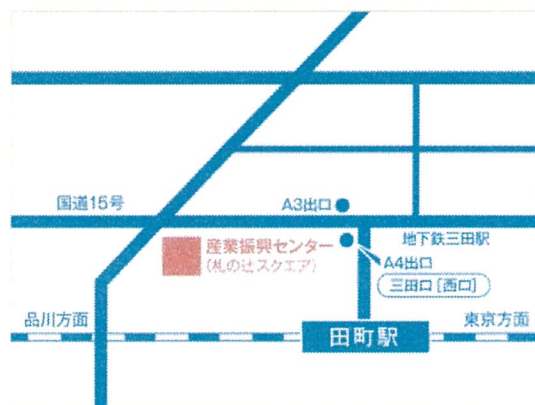 国道15号
A3出口
産業振興センター
(札の辻スクエア)
地下鉄三田駅
A4出口
三田口[西口]
品川方面
東京方面
田町駅